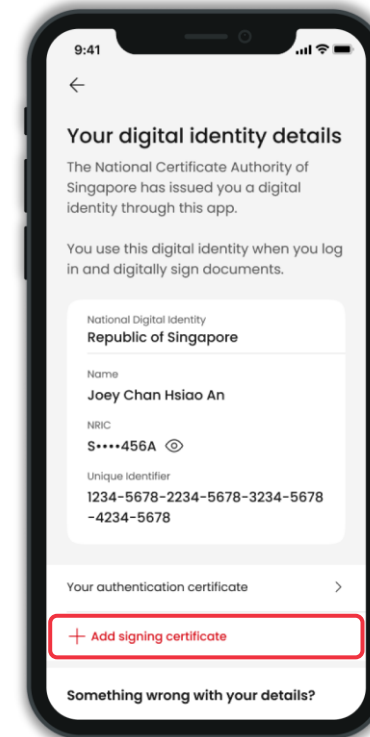 9:41
Your digital identity details
The National Certificate Authority of
Singapore has issued you a digital
identity through this app.
You use this digital identity when you log
in and digitally sign documents.
National Digital Identity
Republic of Singapore
Name
Joey Chan Hsiao An
NRIC
S••••456A
Unique Identifier
1234-5678-2234-5678-3234-5678
-4234-5678
Your authentication certificate
Add signing certificate
Something wrong with your details?